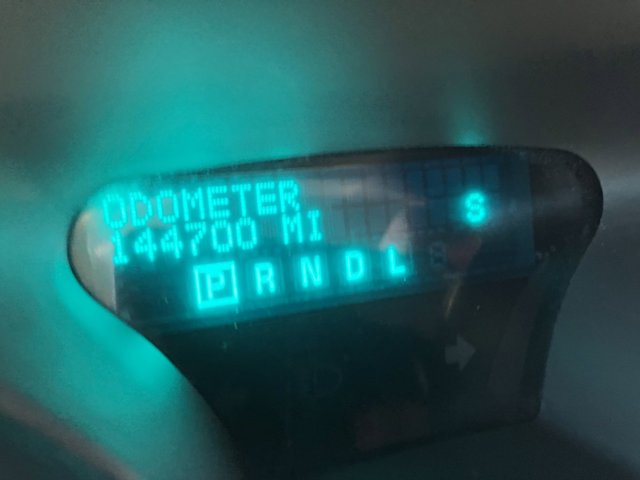 ODOMETER
S
144700 MI
P R N D L